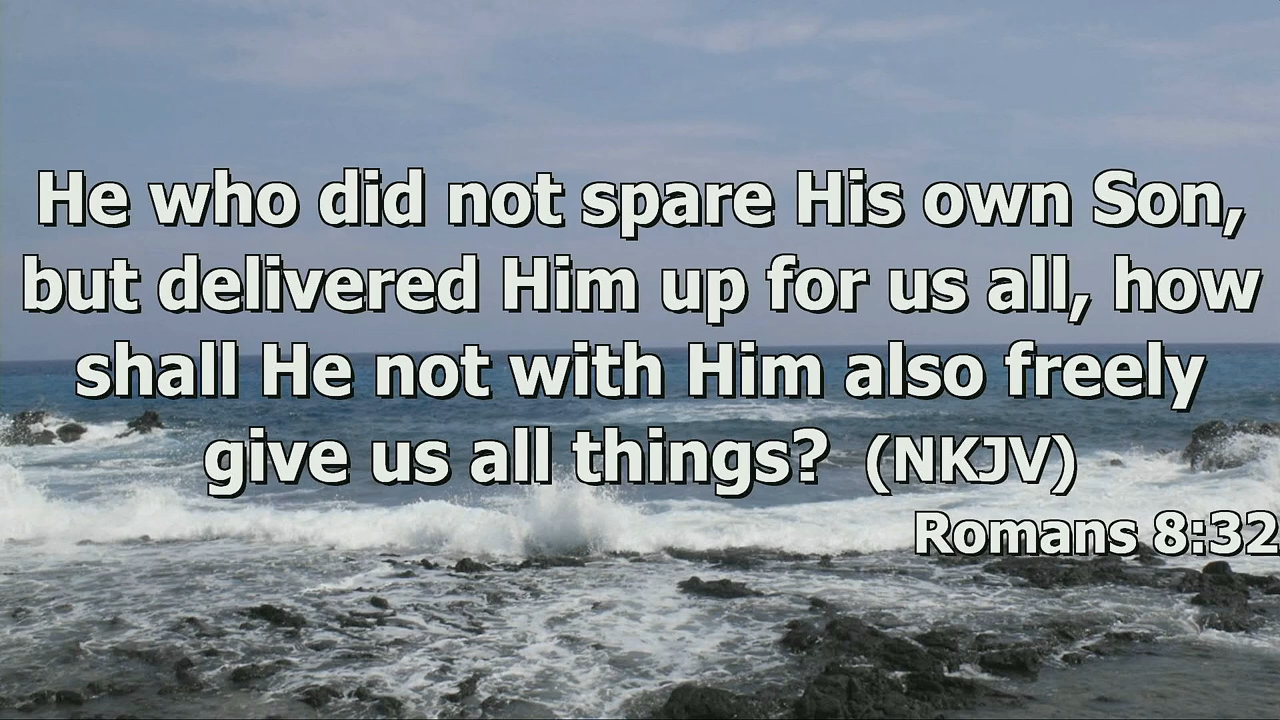 He who did not spare His own Son,
but delivered Him up for us all, how
shall He not with Him also freely
give us all things? (NKJV)
Romans 8:32